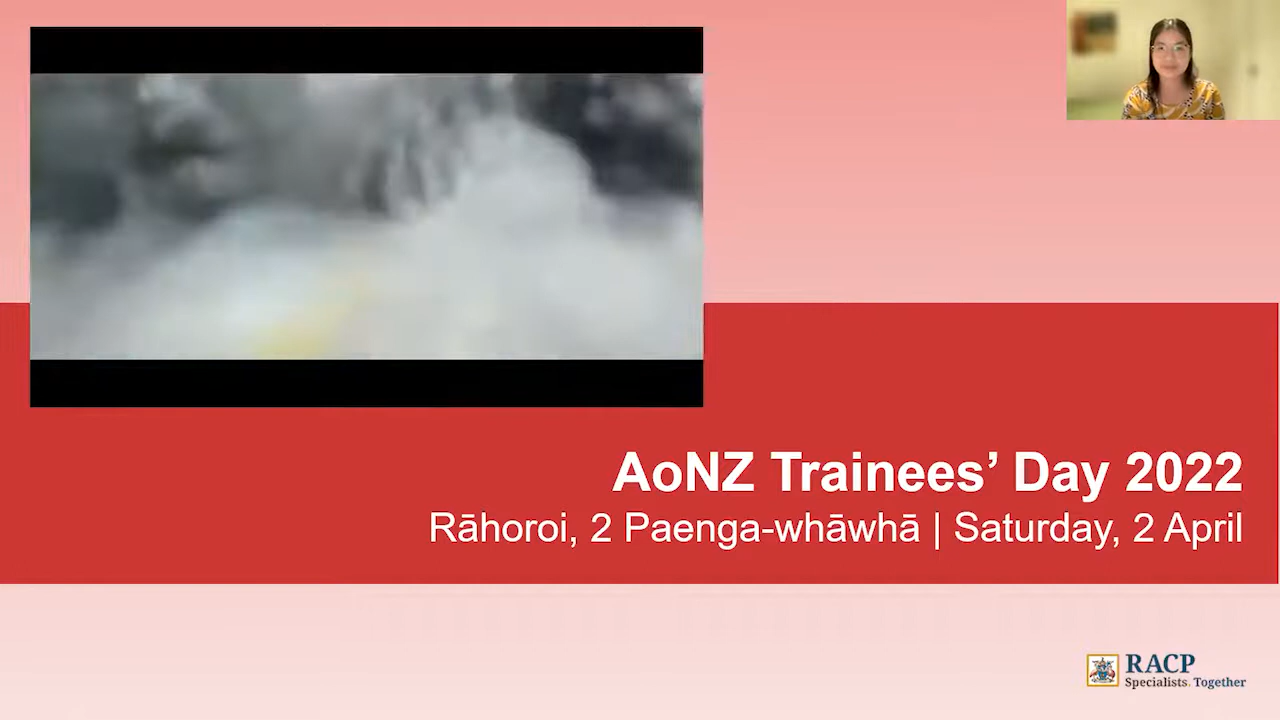 AoNZ Trainees’ Day 2022
Rāhoroi, 2 Paenga-whāwhā | Saturday, 2 April
RACP
Specialists. Together